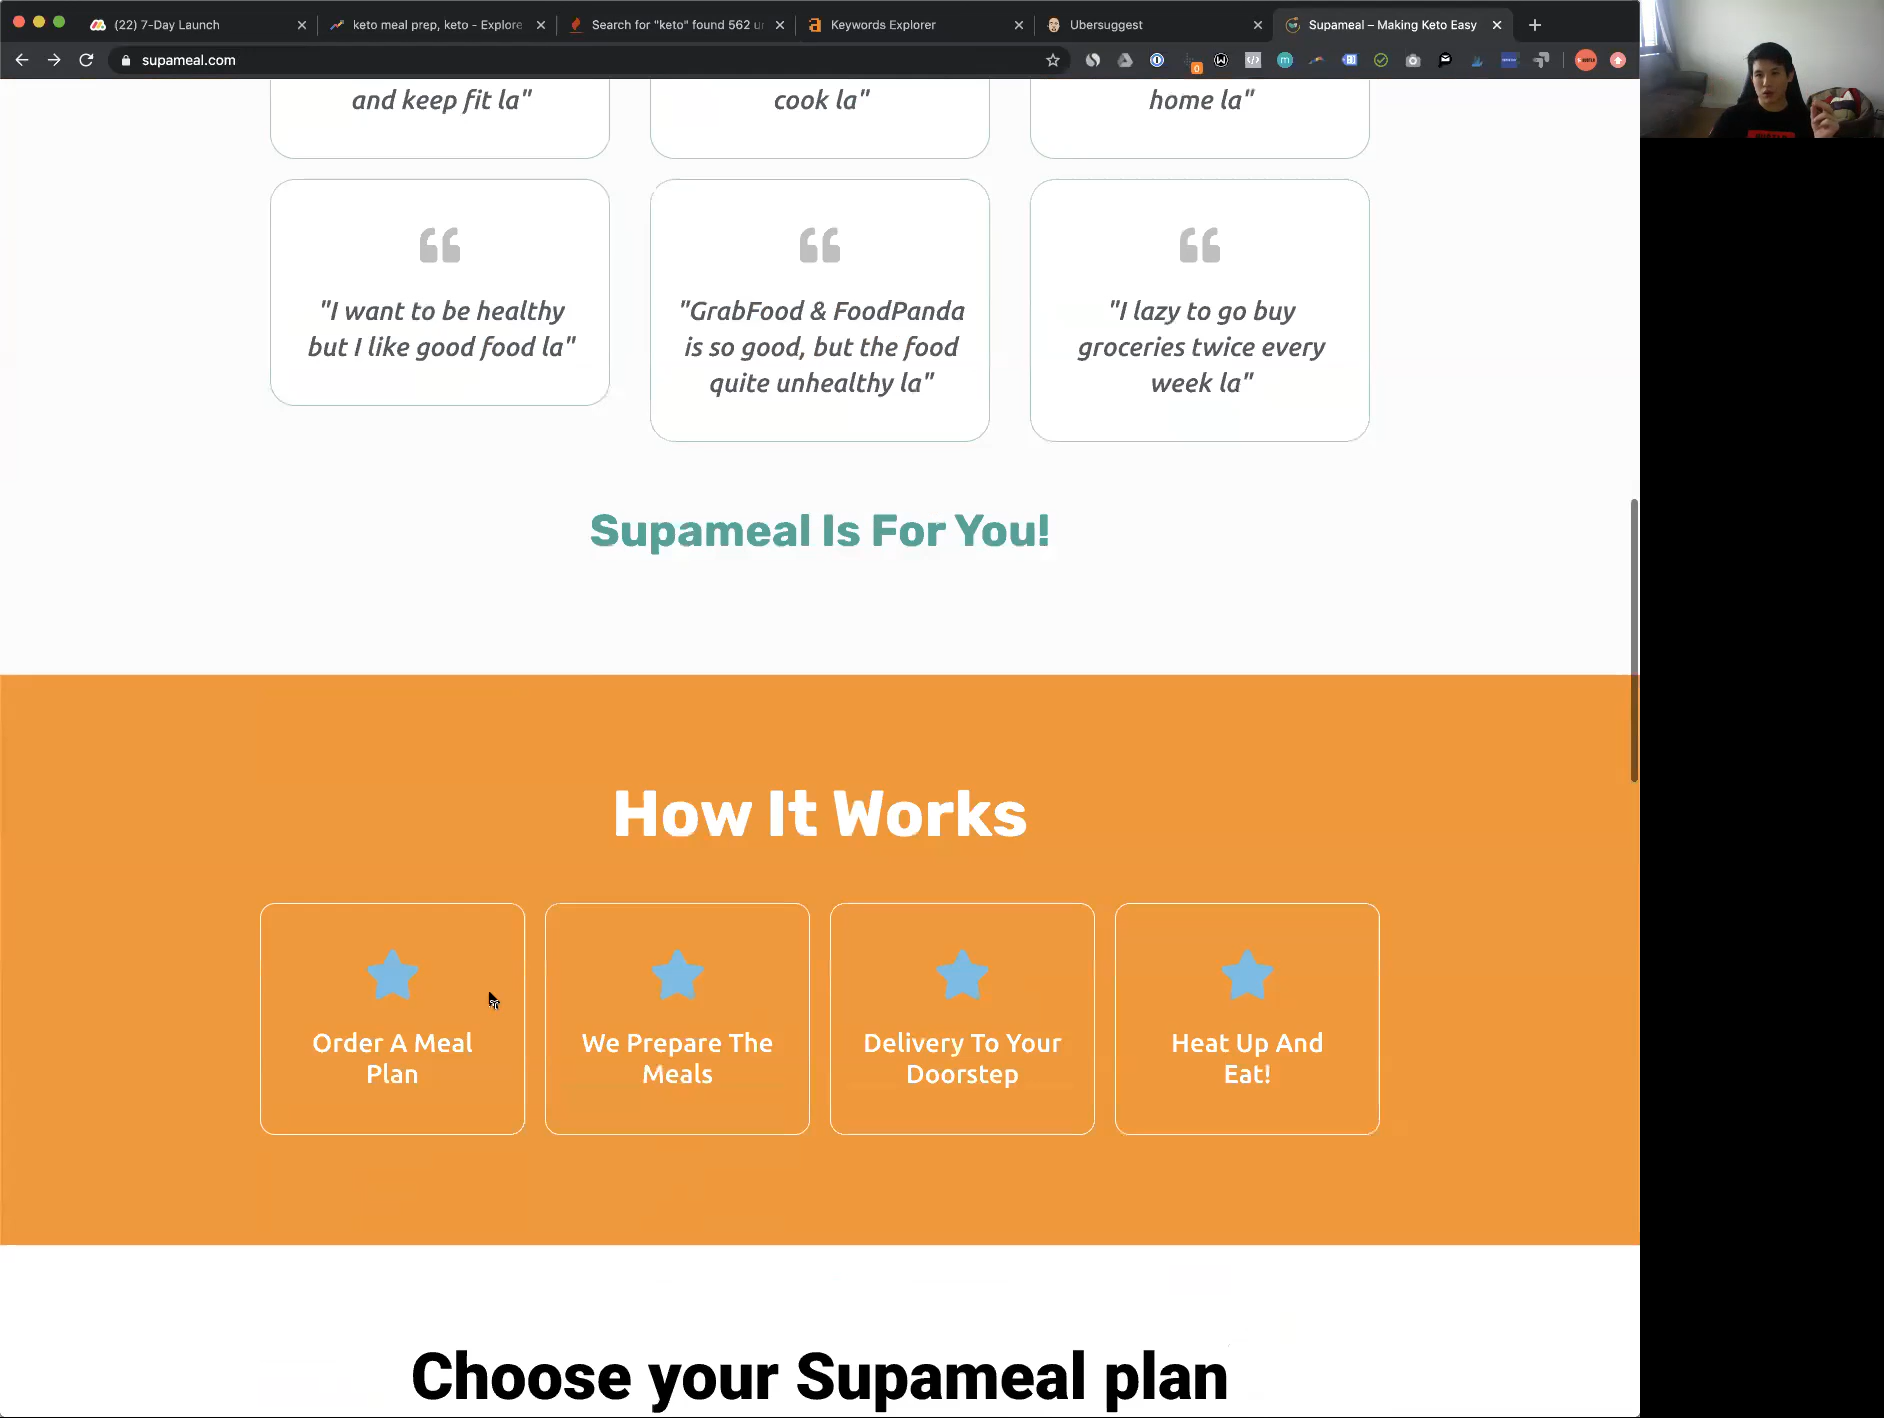 (22) 7-Day Launch
keto meal prep, keto - Explore
Search for "keto" found 562 ur
Keywords Explorer
Ubersuggest
Supameal – Making Keto Easy
supameal.com
0
and keep fit la"
cook la"
home la"
"I want to be healthy
but I like good food la"
"GrabFood & FoodPanda
is so good, but the food
quite unhealthy la"
"I lazy to go buy
groceries twice every
week la"
Supameal Is For You!
How It Works
Order A Meal
Plan
We Prepare The
Meals
Delivery To Your
Doorstep
Heat Up And
Eat!
Choose your Supameal plan